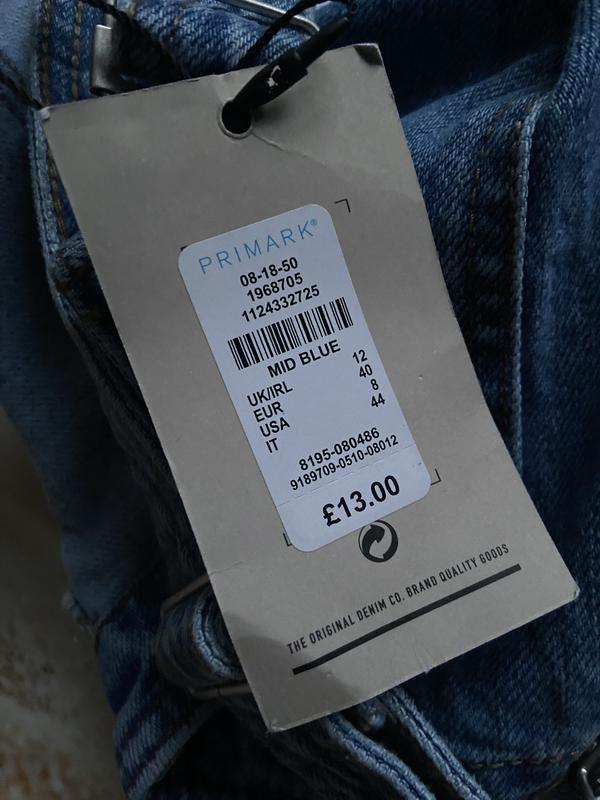 PRIMARK®
08-18-50
1968705
1124332725
MID BLUE
UK/IRL 12
EUR 40
USA 8
IT 44
8195-080486
9189709-0510-08012
£13.00
THE ORIGINAL DENIM CO. BRAND QUALITY GOODS